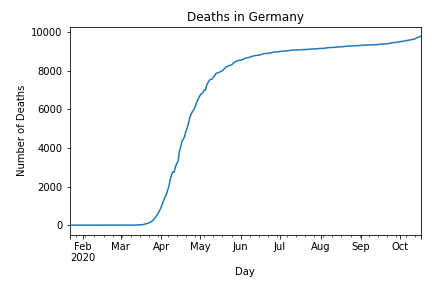 Deaths in Germany
10000
8000
6000
4000
2000
0
Number of Deaths
Feb Mar Apr May Jun Jul Aug Sep Oct
2020
Day